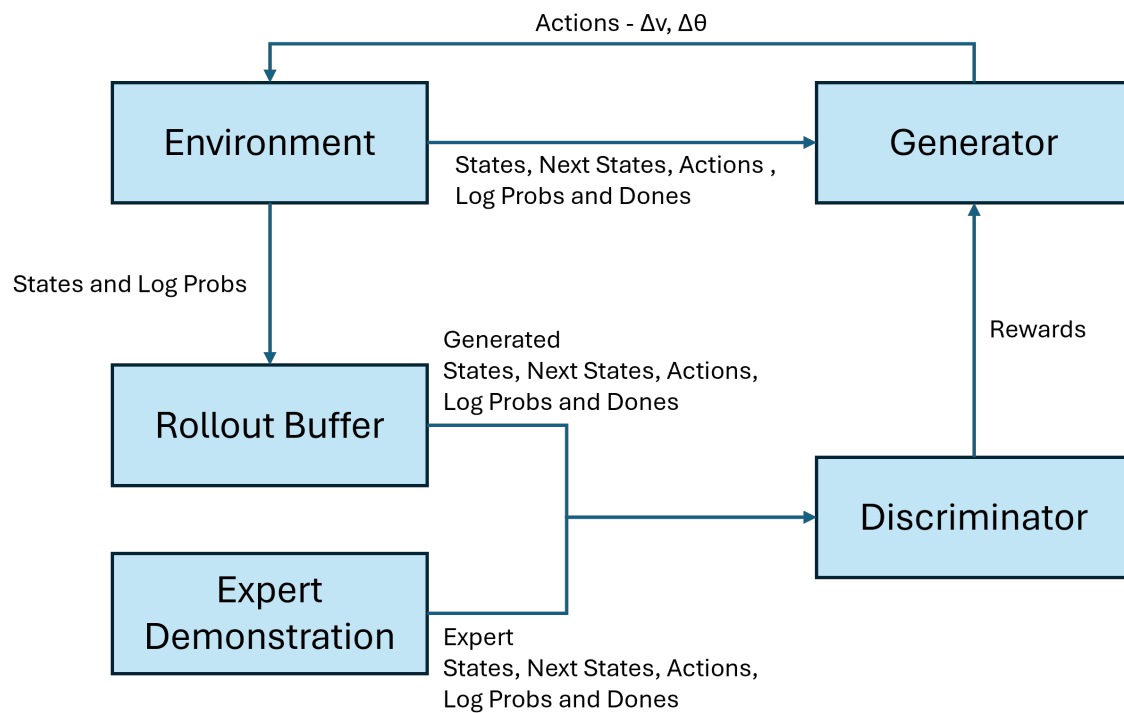 Actions - Δv, Δθ
Environment
Generator
States, Next States, Actions ,
Log Probs and Dones
States and Log Probs
Rewards
Generated
States, Next States, Actions,
Log Probs and Dones
Rollout Buffer
Discriminator
Expert
Demonstration
Expert
States, Next States, Actions,
Log Probs and Dones